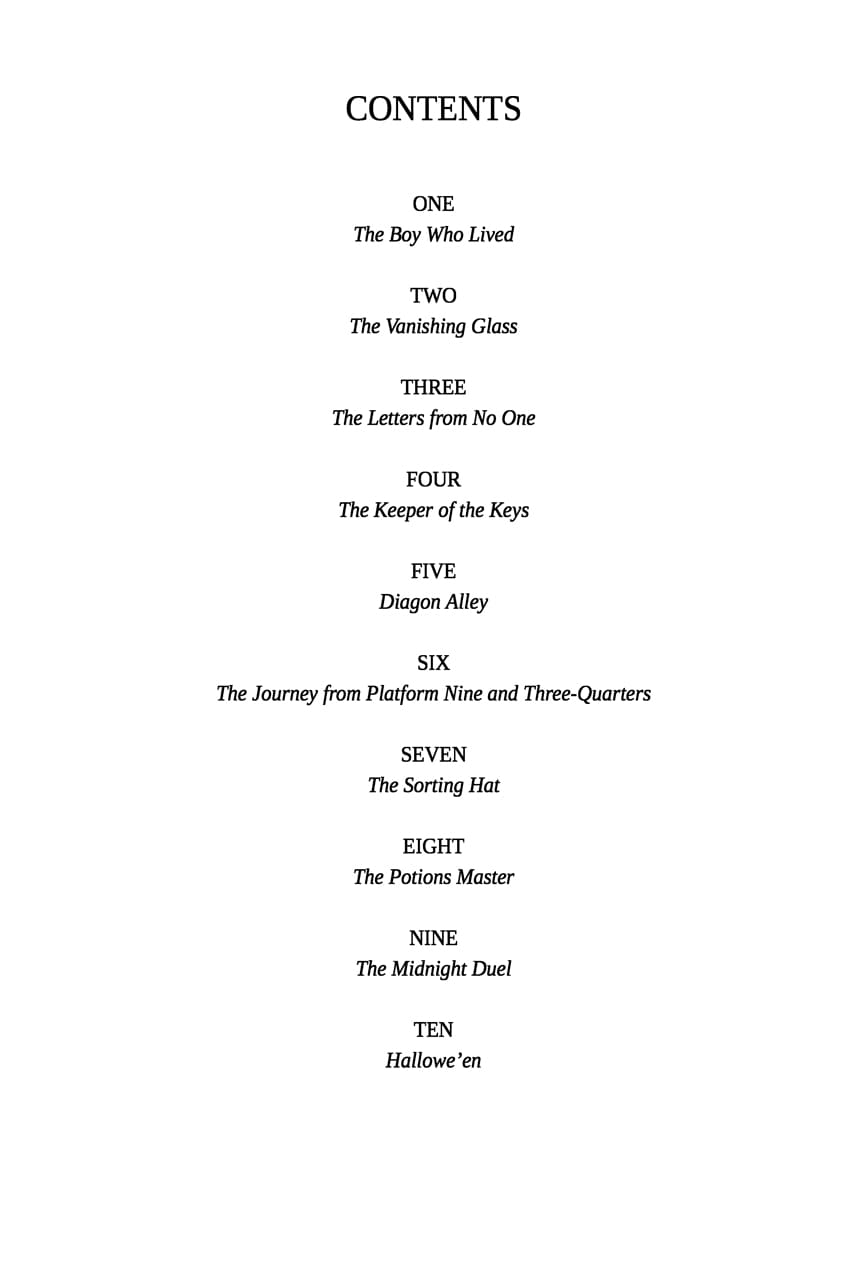 CONTENTS
ONE
The Boy Who Lived
TWO
The Vanishing Glass
THREE
The Letters from No One
FOUR
The Keeper of the Keys
FIVE
Diagon Alley
SIX
The Journey from Platform Nine and Three-Quarters
SEVEN
The Sorting Hat
EIGHT
The Potions Master
NINE
The Midnight Duel
TEN
Hallowe’en